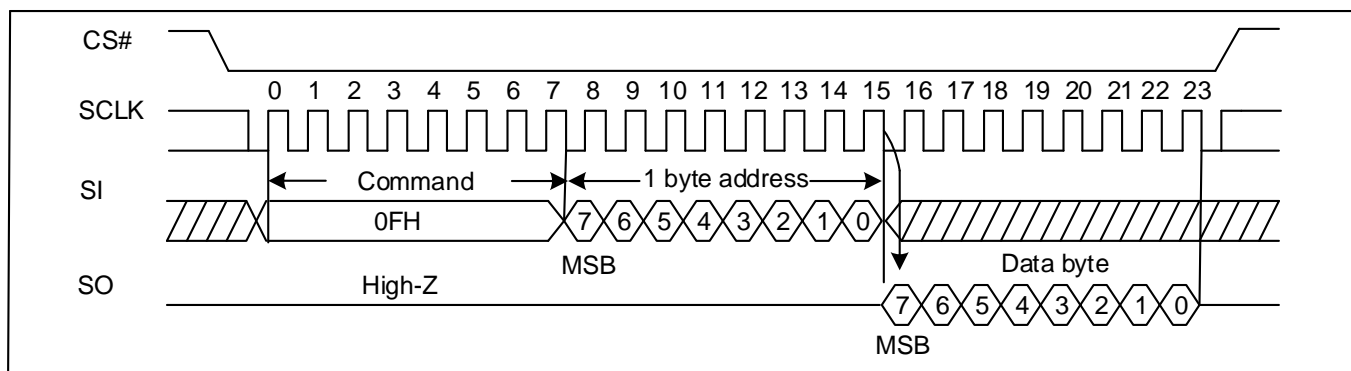 CS#
0 1 2 3 4 5 6 7 8 9 10 11 12 13 14 15 16 17 18 19 20 21 22 23
SCLK
Command 1 byte address
SI
0FH 7 6 5 4 3 2 1 0
MSB Data byte
SO High-Z
7 6 5 4 3 2 1 0
MSB